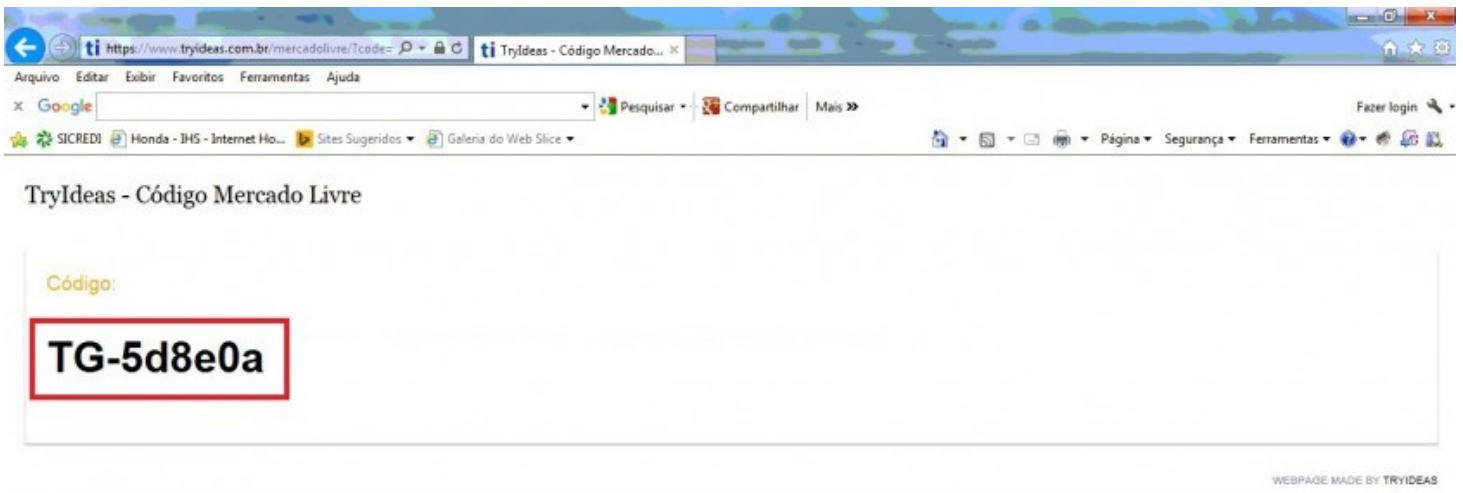 ti https://www.tryideas.com.br/mercadolivre/?code= ti TryIdeas - Código Mercado...
Arquivo Editar Exibir Favoritos Ferramentas Ajuda
x Google Pesquisar Compartilhar Mais » Fazer login
SICREDI Honda - IHS - Internet Ho... Sites Sugeridos Galeria do Web Slice Página Segurança Ferramentas
TryIdeas - Código Mercado Livre
Código:
TG-5d8e0a
WEBPAGE MADE BY TRYIDEAS